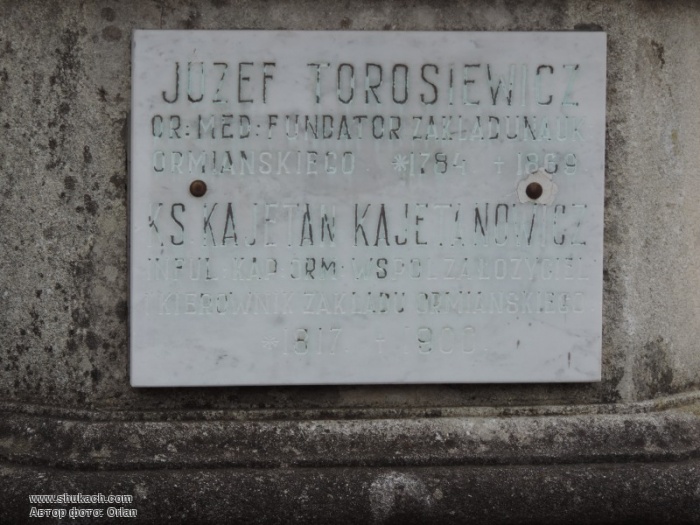 JÓZEF TOROSIEWICZ
DR: MED: FUNDATOR ZAKŁADU NAUK
ORMIAŃSKIEGO *1784 +1869
KS. KAJETAN KAJETANOWICZ
INFUŁ. KAP. ORM. WSPÓŁZAŁOŻYCIEL
I KIEROWNIK ZAKŁADU ORMIAŃSKIEGO
*1817 + 1900
www.shukach.com
Автор фото: Orlan